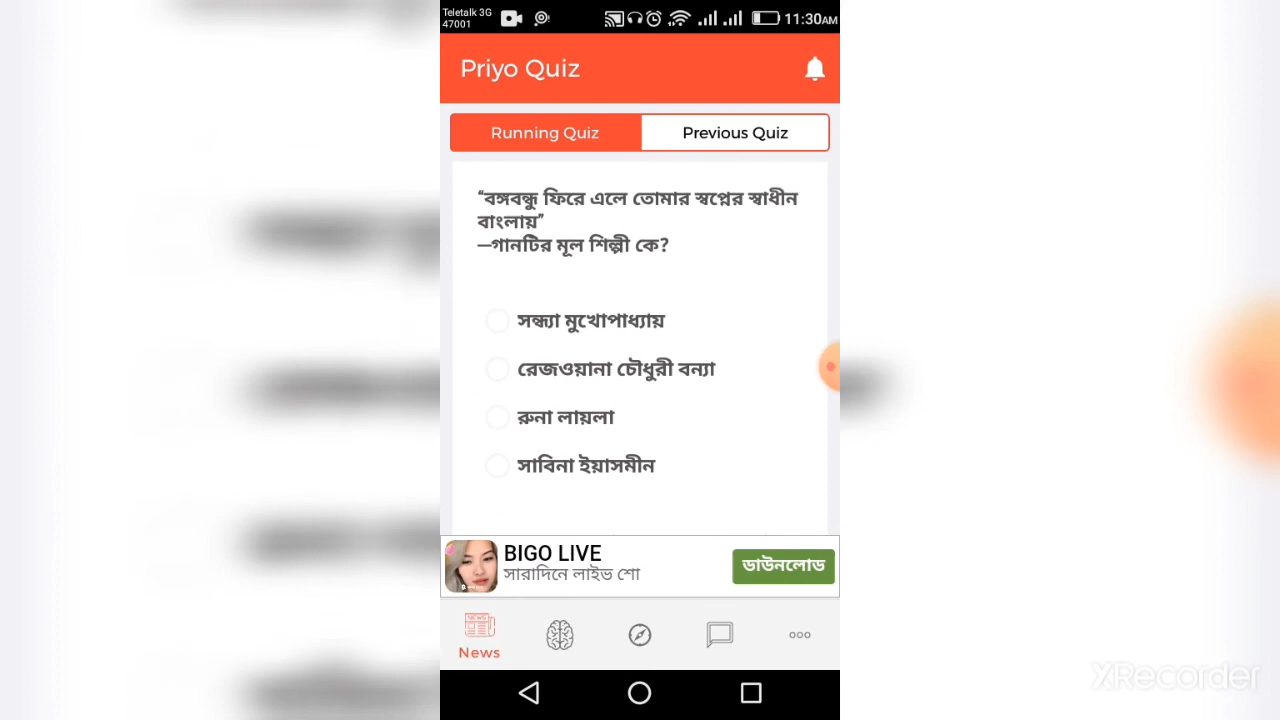 Teletalk 3G
47001
11:30AM
Priyo Quiz
Running Quiz
Previous Quiz
“বঙ্গবন্ধু ফিরে এলে তোমার স্বপ্নের স্বাধীন
বাংলায়”
—গানটির মূল শিল্পী কে?
সন্ধ্যা মুখোপাধ্যায়
রেজওয়ানা চৌধুরী বন্যা
রুনা লায়লা
সাবিনা ইয়াসমীন
BIGO LIVE
সারাদিনে লাইভ শো
ডাউনলোড
News
XRecorder